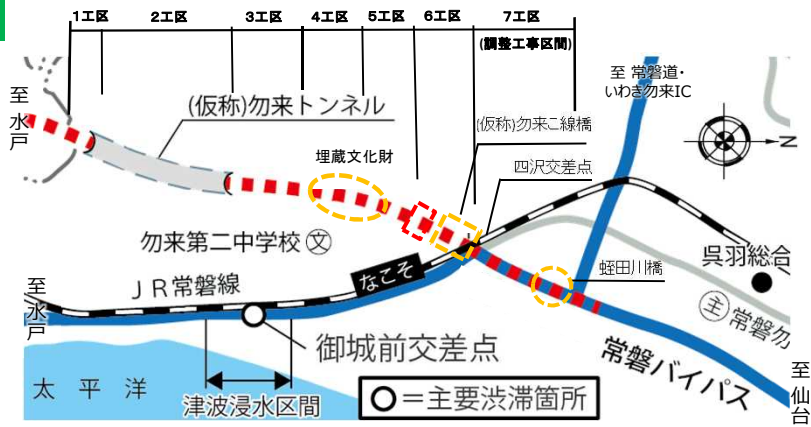 1工区
2工区
3工区
4工区
5工区
6工区
7工区
(調整工事区間)
至 常磐道・
いわき勿来IC
至
水
戸
(仮称)勿来トンネル
埋蔵文化財
(仮称)勿来こ線橋
四沢交差点
N
勿来第二中学校
文
なこそ
蛭田川橋
呉羽総合
JR常磐線
至
水
戸
主
常磐勿
御城前交差点
常磐バイパス
至
仙
台
太平洋
津波浸水区間
○=主要渋滞箇所